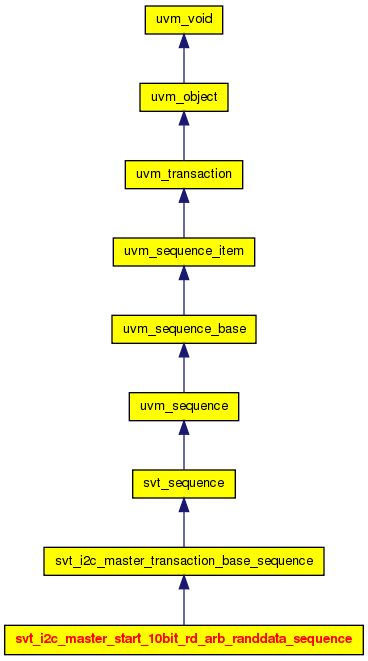 uvm_void
uvm_object
uvm_transaction
uvm_sequence_item
uvm_sequence_base
uvm_sequence
svt_sequence
svt_i2c_master_transaction_base_sequence
svt_i2c_master_start_10bit_rd_arb_randdata_sequence